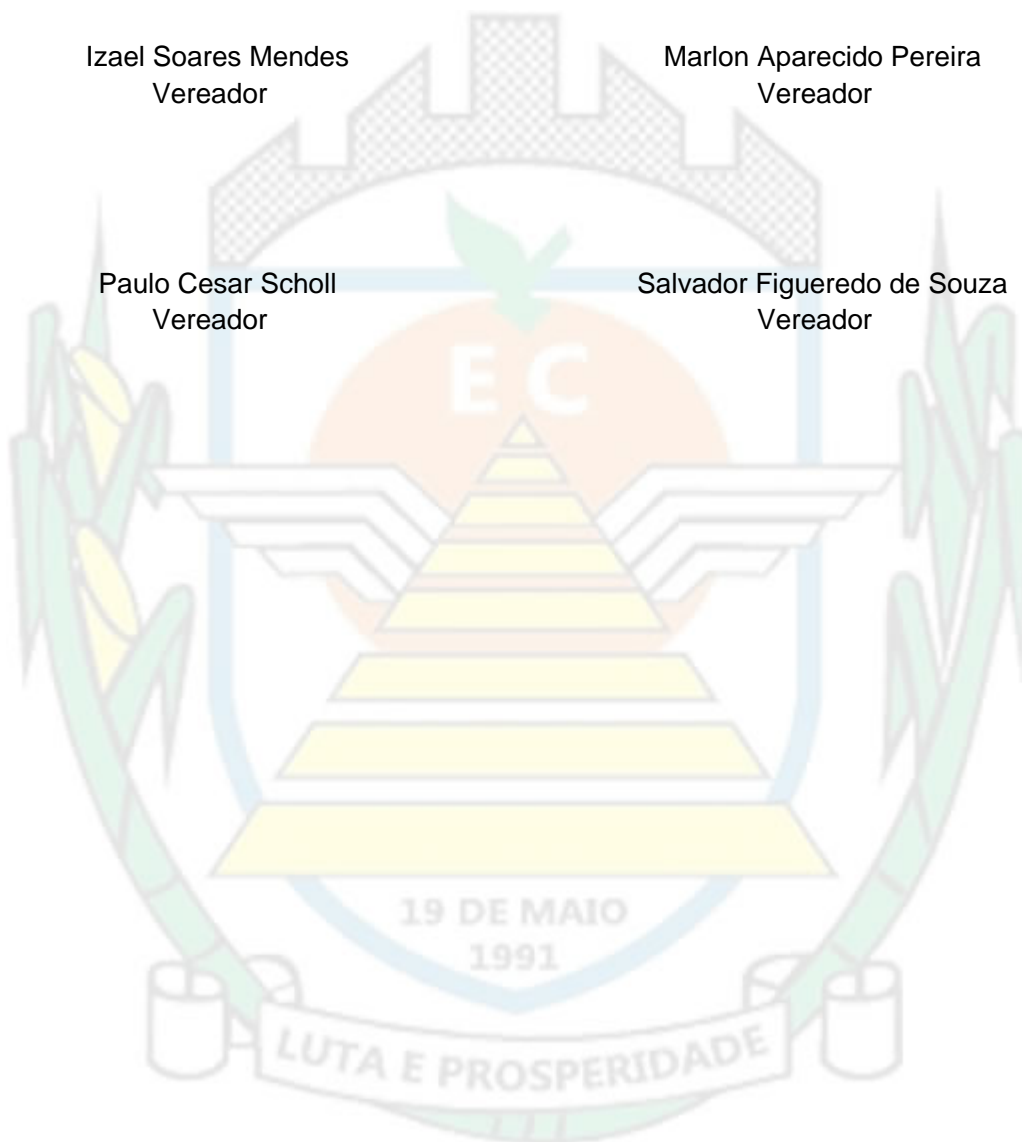 Izael Soares Mendes
Vereador
Marlon Aparecido Pereira
Vereador
Paulo Cesar Scholl
Vereador
Salvador Figueredo de Souza
Vereador
E C
19 DE MAIO
1991
LUTA E PROSPERIDADE